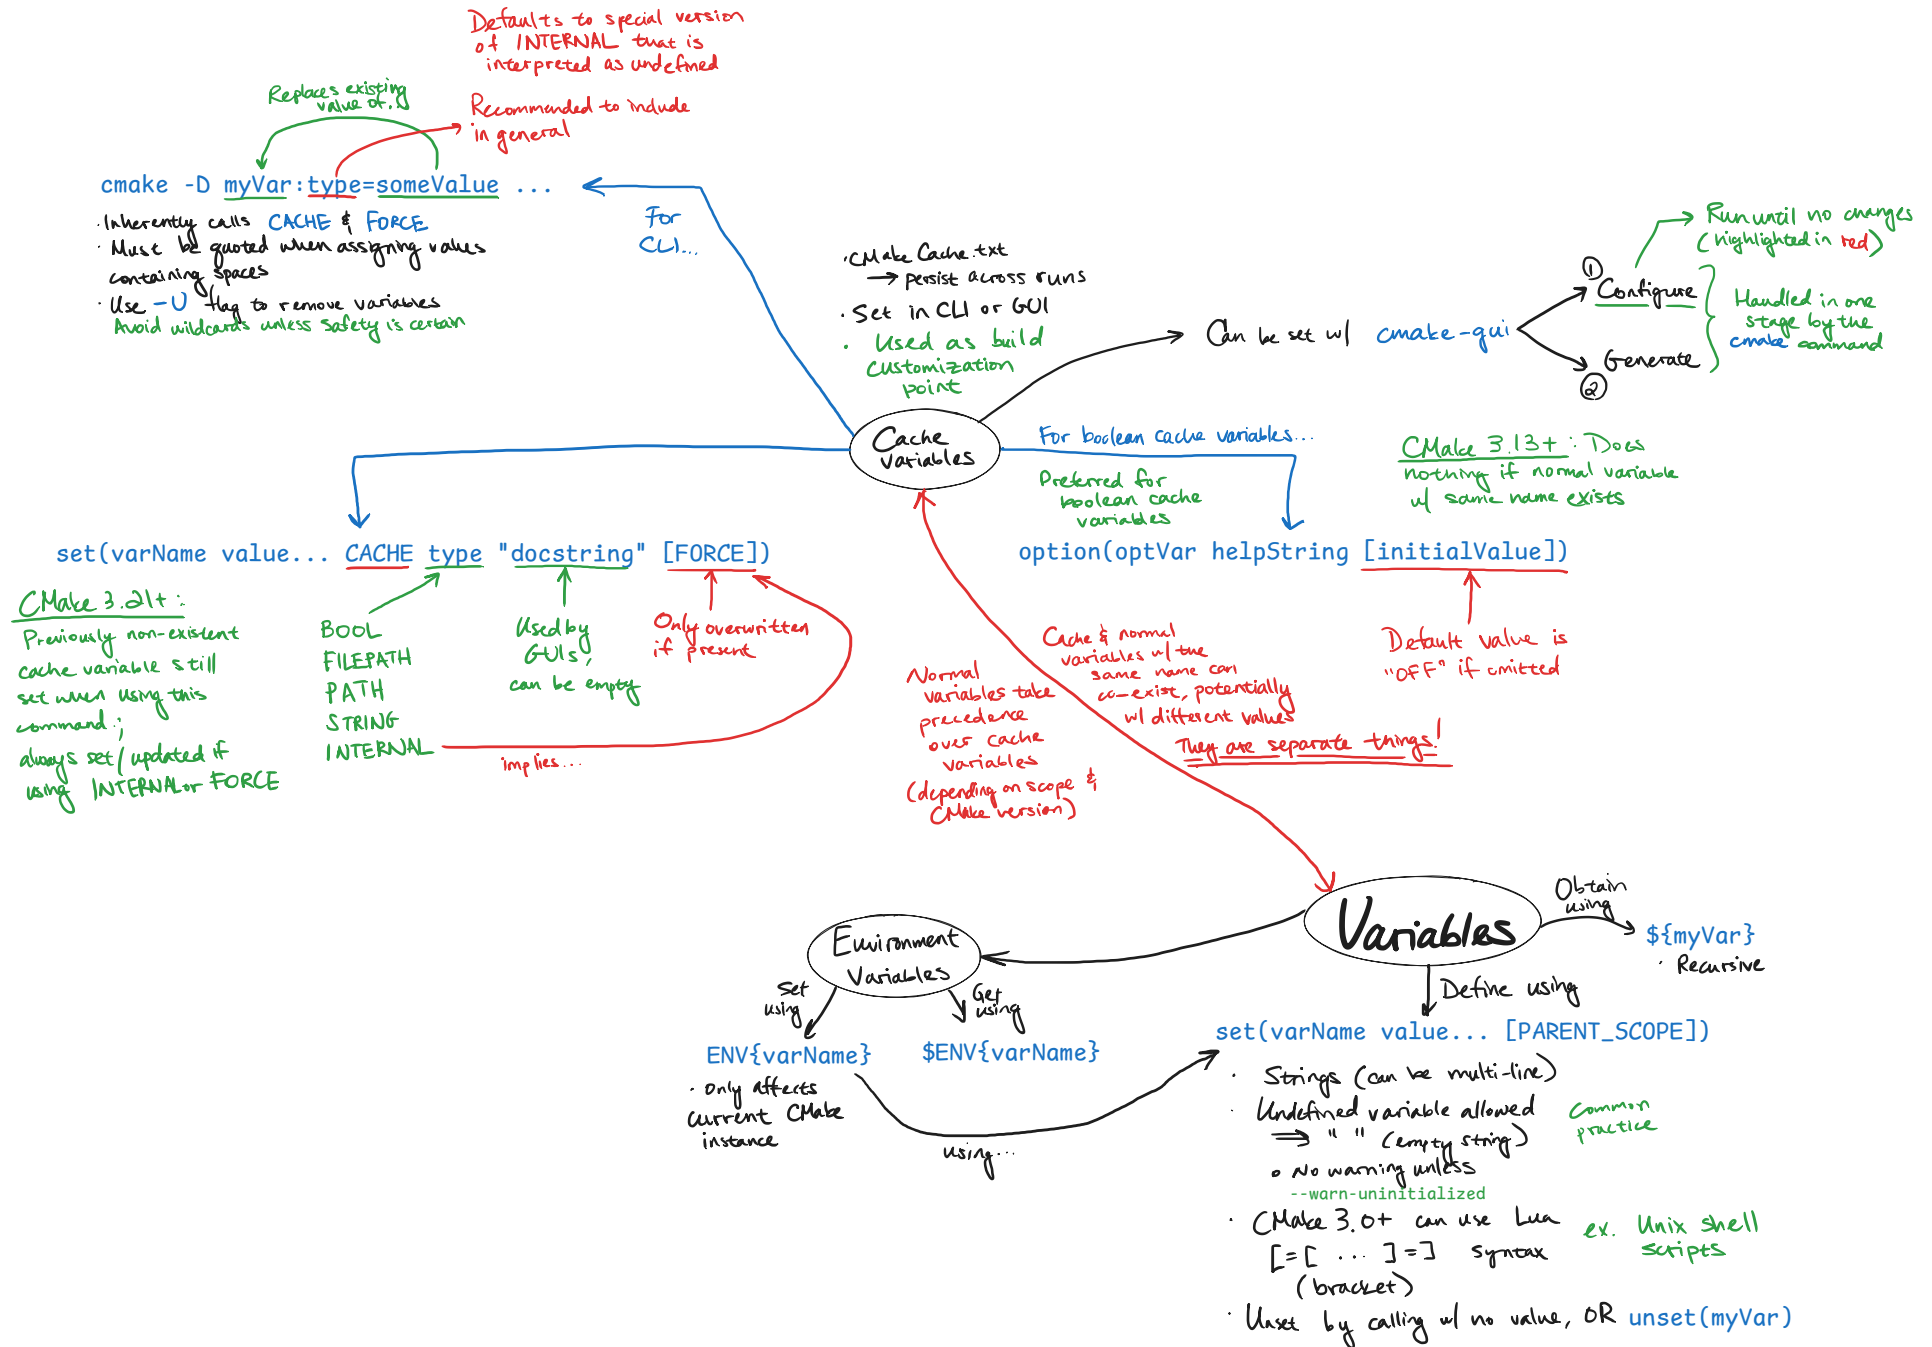 Defaults to special version
of INTERNAL that is
interpreted as undefined
Recommended to include
in general
Replaces existing
value of...
cmake -D myVar:type=someValue ...
· Inherently calls CACHE & FORCE
· Must be quoted when assigning values
containing spaces
· Use -U flag to remove variables
Avoid wildcards unless safety is certain
For
CLI...
· CMake Cache.txt
→ persist across runs
· Set in CLI or GUI
· Used as build
customization
point
Can be set w/ cmake-gui
① Configure
② Generate
Run until no changes
(highlighted in red)
Handled in one
stage by the
cmake command
Cache
Variables
For boolean cache variables...
Preferred for
boolean cache
variables
CMake 3.13+ : Does
nothing if normal variable
w/ same name exists
set(varName value... CACHE type "docstring" [FORCE])
option(optVar helpString [initialValue])
CMake 3.21+ :
Previously non-existent
cache variable still
set when using this
command;
always set/updated if
using INTERNAL or FORCE
BOOL
FILEPATH
PATH
STRING
INTERNAL
Used by
GUIs,
can be empty
Only overwritten
if present
implies...
Default value is
"OFF" if omitted
Normal
variables take
precedence
over cache
variables
(depending on scope &
CMake version)
Cache & normal
variables w/ the
same name can
co-exist, potentially
w/ different values
They are separate things!
Variables
Obtain
using
${myVar}
· Recursive
Define using
Environment
Variables
Set
using
Get
using
ENV{varName}
$ENV{varName}
· only affects
current CMake
instance
using...
set(varName value... [PARENT_SCOPE])
· Strings (can be multi-line)
· Undefined variable allowed
⇒ " " (empty string)
Common
practice
∘ No warning unless
--warn-uninitialized
· CMake 3.0+ can use Lua
[=[ ... ]=] syntax
(bracket)
ex. Unix shell
scripts
· Unset by calling w/ no value, OR unset(myVar)